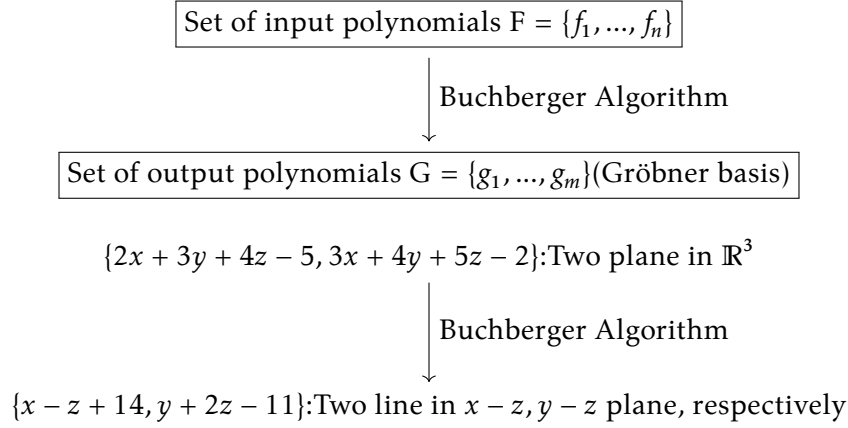 Set of input polynomials F = {f₁, ..., fₙ}
Buchberger Algorithm
Set of output polynomials G = {g₁, ..., gₘ}(Gröbner basis)
{2x + 3y + 4z − 5, 3x + 4y + 5z − 2}:Two plane in ℝ³
Buchberger Algorithm
{x − z + 14, y + 2z − 11}:Two line in x − z, y − z plane, respectively